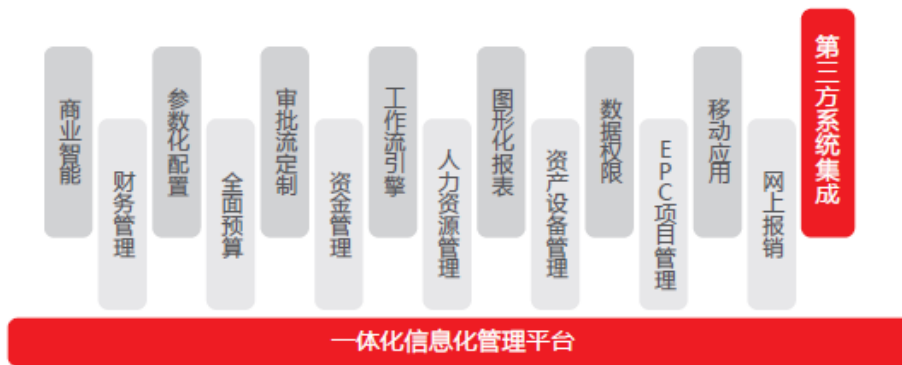 商业智能
财务管理
参数化配置
全面预算
审批流定制
资金管理
工作流引擎
人力资源管理
图形化报表
资产设备管理
数据权限
EPC项目管理
移动应用
网上报销
第三方系统集成
一体化信息化管理平台